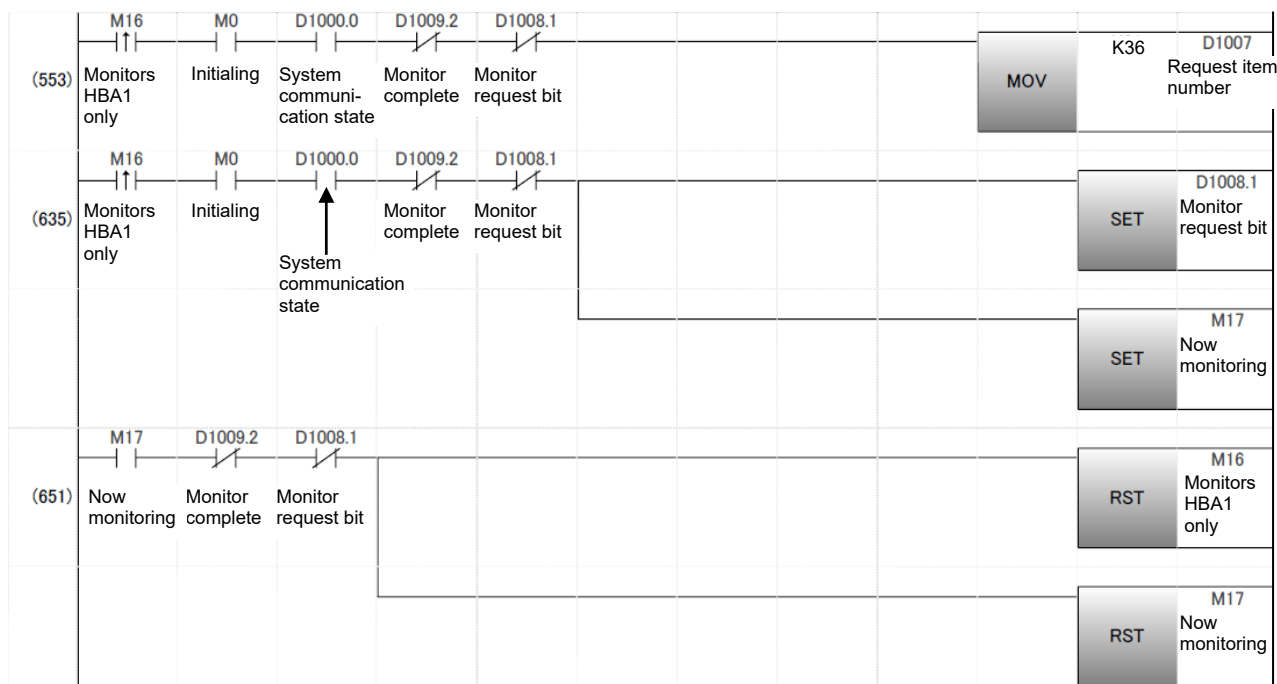 M16 M0 D1000.0 D1009.2 D1008.1
K36 D1007
(553) Monitors HBA1 only
Initialing
System communi-cation state
Monitor complete
Monitor request bit
MOV
Request item number
M16 M0 D1000.0 D1009.2 D1008.1
D1008.1
(635) Monitors HBA1 only
Initialing
Monitor complete
Monitor request bit
SET
Monitor request bit
System communication state
M17
SET
Now monitoring
M17 D1009.2 D1008.1
M16
(651) Now monitoring
Monitor complete
Monitor request bit
RST
Monitors HBA1 only
M17
RST
Now monitoring